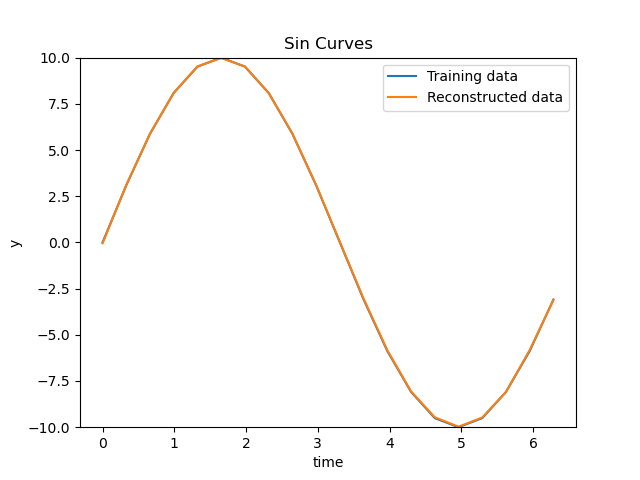 Sin Curves
Training data
Reconstructed data
10.0
7.5
5.0
2.5
0.0
−2.5
−5.0
−7.5
−10.0
y
0 1 2 3 4 5 6
time